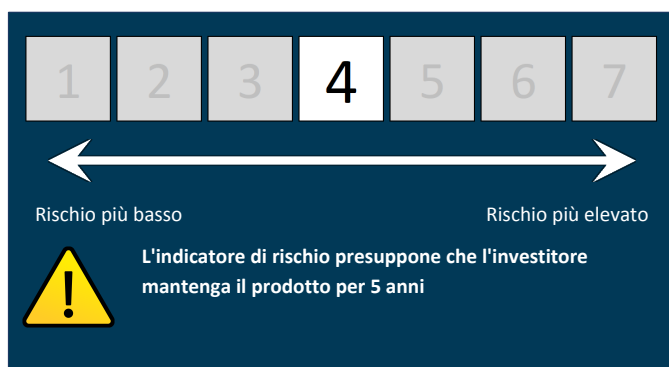 1 2 3 4 5 6 7
Rischio più basso Rischio più elevato
L'indicatore di rischio presuppone che l'investitore
mantenga il prodotto per 5 anni